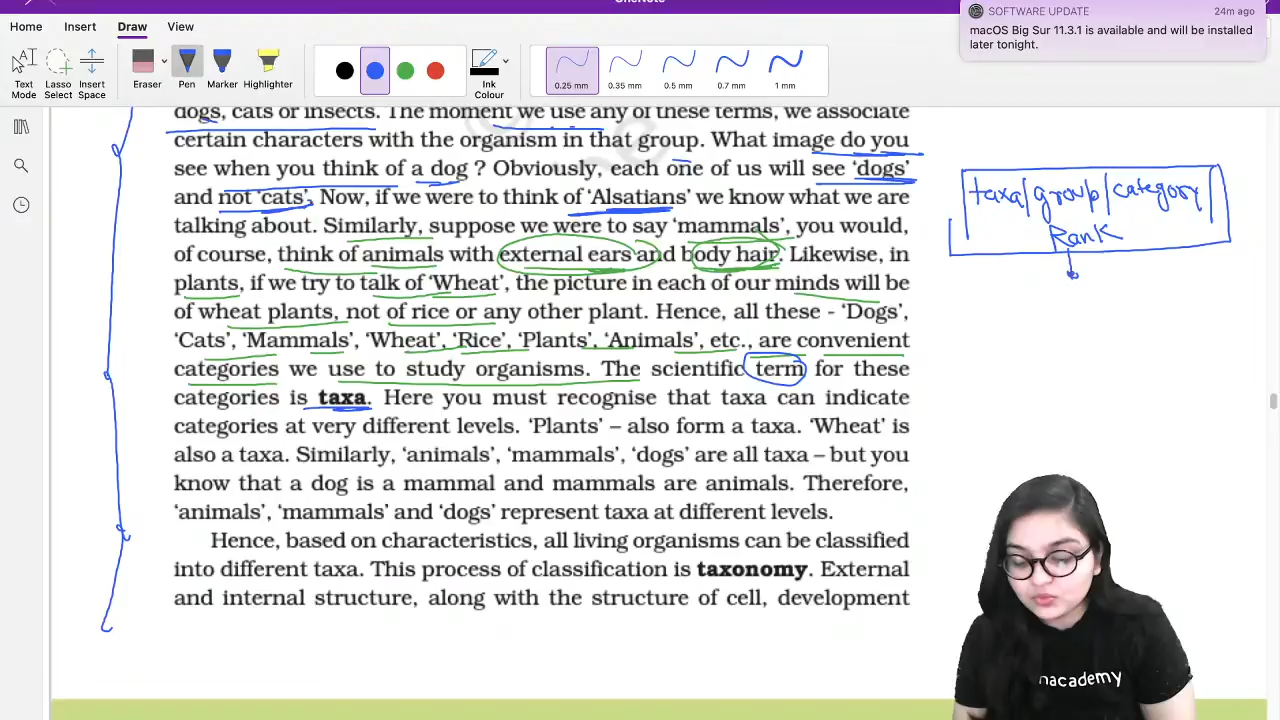 OneNote
Home Insert Draw View
SOFTWARE UPDATE 24m ago
macOS Big Sur 11.3.1 is available and will be installed
later tonight.
Text
Mode
Lasso
Select
Insert
Space
Eraser
Pen
Marker
Highlighter
Ink
Colour
0.25 mm
0.35 mm
0.5 mm
0.7 mm
1 mm
dogs, cats or insects. The moment we use any of these terms, we associate
certain characters with the organism in that group. What image do you
see when you think of a dog ? Obviously, each one of us will see ‘dogs’
and not ‘cats’. Now, if we were to think of ‘Alsatians’ we know what we are
talking about. Similarly, suppose we were to say ‘mammals’, you would,
of course, think of animals with external ears and body hair. Likewise, in
plants, if we try to talk of ‘Wheat’, the picture in each of our minds will be
of wheat plants, not of rice or any other plant. Hence, all these - ‘Dogs’,
‘Cats’, ‘Mammals’, ‘Wheat’, ‘Rice’, ‘Plants’, ‘Animals’, etc., are convenient
categories we use to study organisms. The scientific term for these
categories is taxa. Here you must recognise that taxa can indicate
categories at very different levels. ‘Plants’ – also form a taxa. ‘Wheat’ is
also a taxa. Similarly, ‘animals’, ‘mammals’, ‘dogs’ are all taxa – but you
know that a dog is a mammal and mammals are animals. Therefore,
‘animals’, ‘mammals’ and ‘dogs’ represent taxa at different levels.
Hence, based on characteristics, all living organisms can be classified
into different taxa. This process of classification is taxonomy. External
and internal structure, along with the structure of cell, development
taxa/group/category
Rank
nacademy